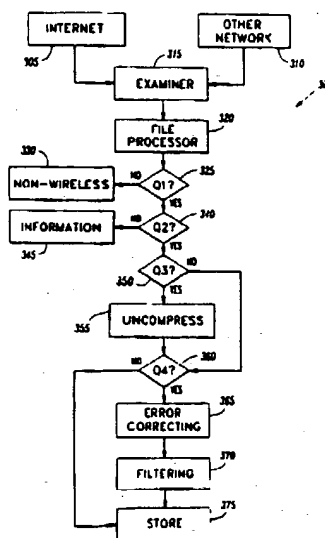 INTERNET
OTHER
NETWORK
305
315
310
EXAMINER
FILE
PROCESSOR
320
330
NO
Q1?
325
NON-WIRELESS
YES
NO
Q2?
340
INFORMATION
345
YES
Q3?
NO
350
YES
355
UNCOMPRESS
NO
Q4?
360
YES
ERROR
CORRECTING
365
FILTERING
370
STORE
375